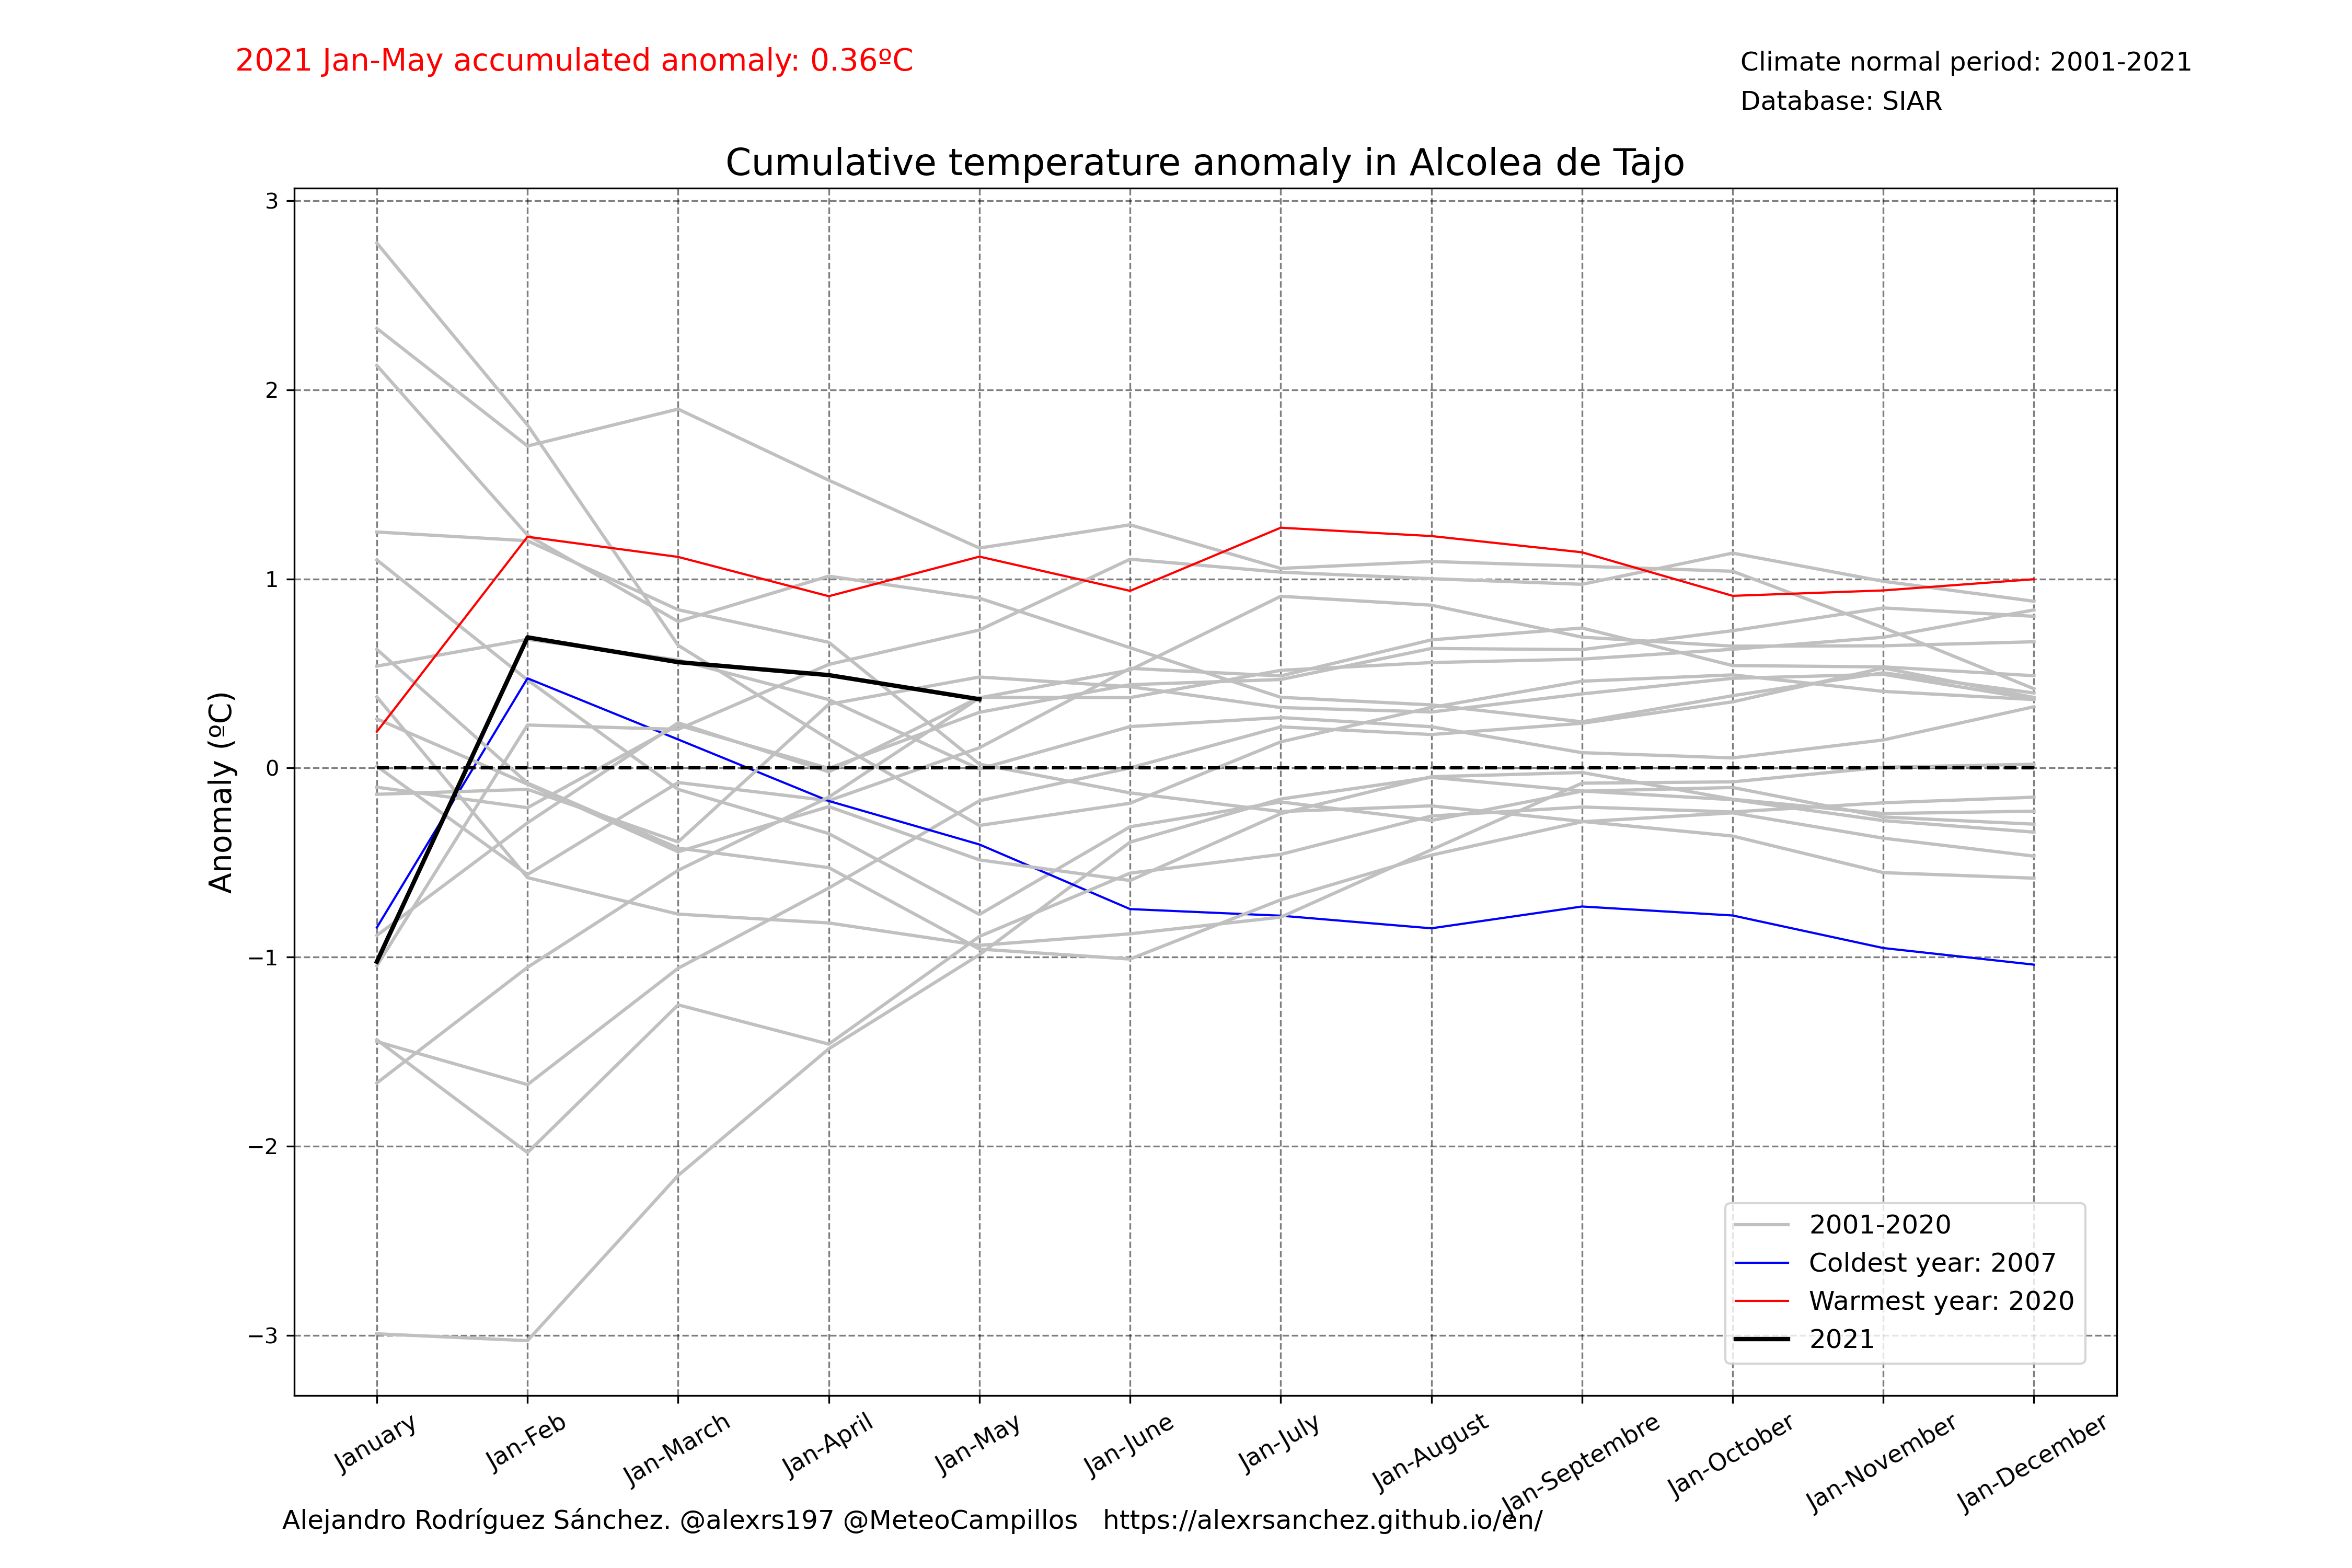 2021 Jan-May accumulated anomaly: 0.36ºC
Climate normal period: 2001-2021
Database: SIAR
Cumulative temperature anomaly in Alcolea de Tajo
Anomaly (ºC)
3
2
1
0
−1
−2
−3
2001-2020
Coldest year: 2007
Warmest year: 2020
2021
January
Jan-Feb
Jan-March
Jan-April
Jan-May
Jan-June
Jan-July
Jan-August
Jan-Septembre
Jan-October
Jan-November
Jan-December
Alejandro Rodríguez Sánchez. @alexrs197 @MeteoCampillos   https://alexrsanchez.github.io/en/